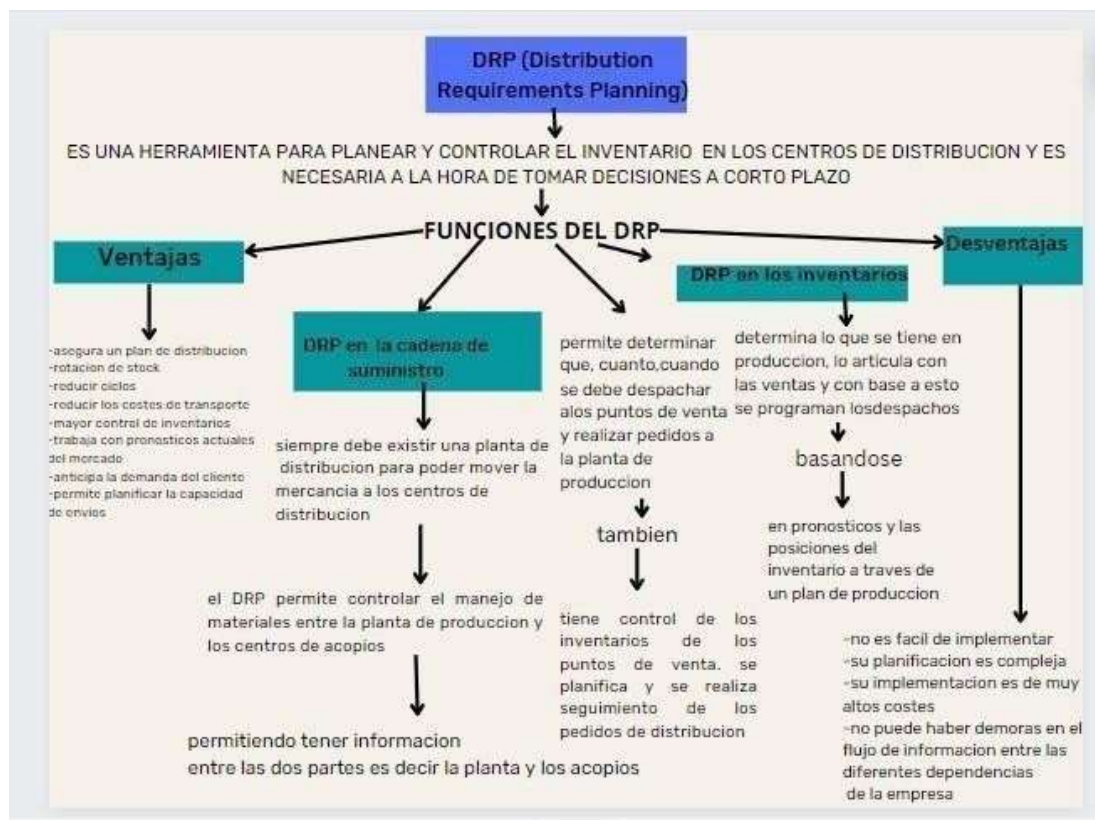 DRP (Distribution
Requirements Planning)
ES UNA HERRAMIENTA PARA PLANEAR Y CONTROLAR EL INVENTARIO EN LOS CENTROS DE DISTRIBUCION Y ES
NECESARIA A LA HORA DE TOMAR DECISIONES A CORTO PLAZO
FUNCIONES DEL DRP
Ventajas
-asegura un plan de distribucion
-rotacion de stock
-reducir ciclos
-reducir los costes de transporte
-mayor control de inventarios
-trabaja con pronosticos actuales
del mercado
-anticipa la demanda del cliente
-permite planificar la capacidad
de envios
DRP en la cadena de
suministro
siempre debe existir una planta de
distribucion para poder mover la
mercancia a los centros de
distribucion
el DRP permite controlar el manejo de
materiales entre la planta de produccion y
los centros de acopios
permitiendo tener informacion
entre las dos partes es decir la planta y los acopios
permite determinar
que, cuanto,cuando
se debe despachar
alos puntos de venta
y realizar pedidos a
la planta de
produccion
tambien
tiene control de los
inventarios de los
puntos de venta. se
planifica y se realiza
seguimiento de los
pedidos de distribucion
DRP en los inventarios
determina lo que se tiene en
produccion, lo articula con
las ventas y con base a esto
se programan losdespachos
basandose
en pronosticos y las
posiciones del
inventario a traves de
un plan de produccion
Desventajas
-no es facil de implementar
-su planificacion es compleja
-su implementacion es de muy
altos costes
-no puede haber demoras en el
flujo de informacion entre las
diferentes dependencias
de la empresa